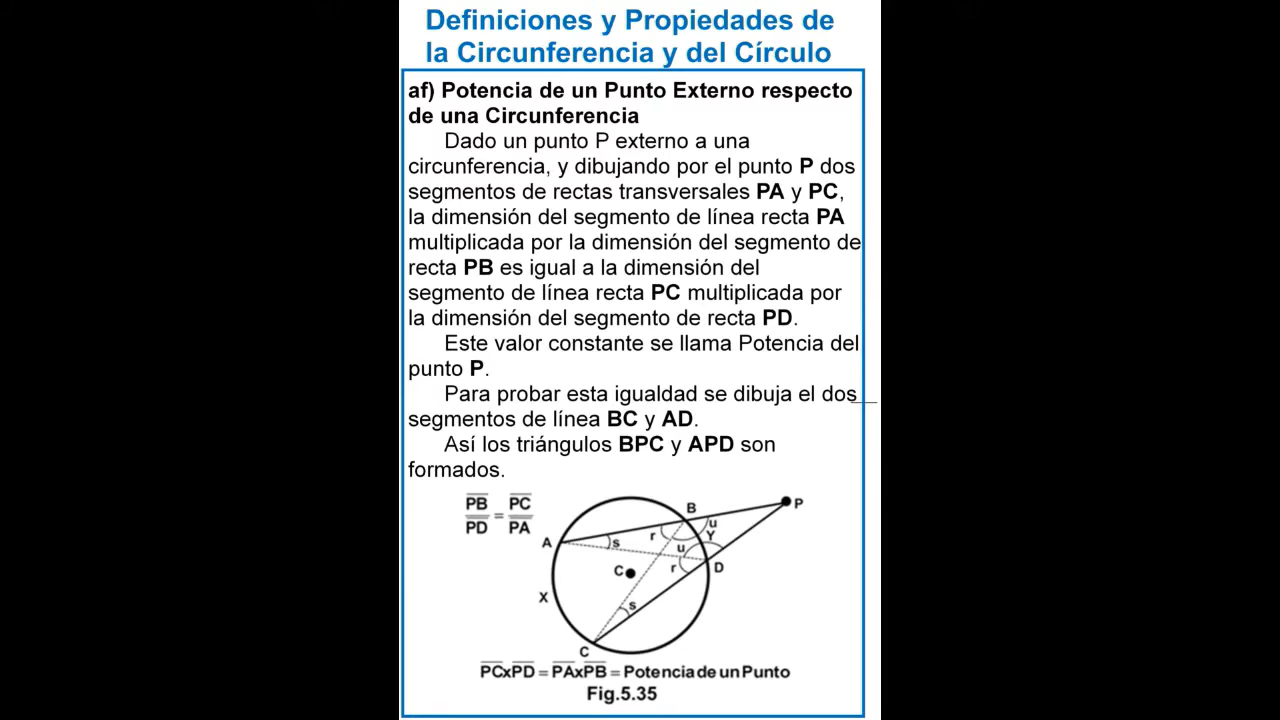 Definiciones y Propiedades de
la Circunferencia y del Círculo
af) Potencia de un Punto Externo respecto
de una Circunferencia
Dado un punto P externo a una
circunferencia, y dibujando por el punto P dos
segmentos de rectas transversales PA y PC,
la dimensión del segmento de línea recta PA
multiplicada por la dimensión del segmento de
recta PB es igual a la dimensión del
segmento de línea recta PC multiplicada por
la dimensión del segmento de recta PD.
Este valor constante se llama Potencia del
punto P.
Para probar esta igualdad se dibuja el dos
segmentos de línea BC y AD.
Así los triángulos BPC y APD son
formados.
PB = PC
PD PA
B
P
u
r
Y
A
s
u
C
r
D
X
s
C
PCxPD = PAxPB = Potencia de un Punto
Fig.5.35